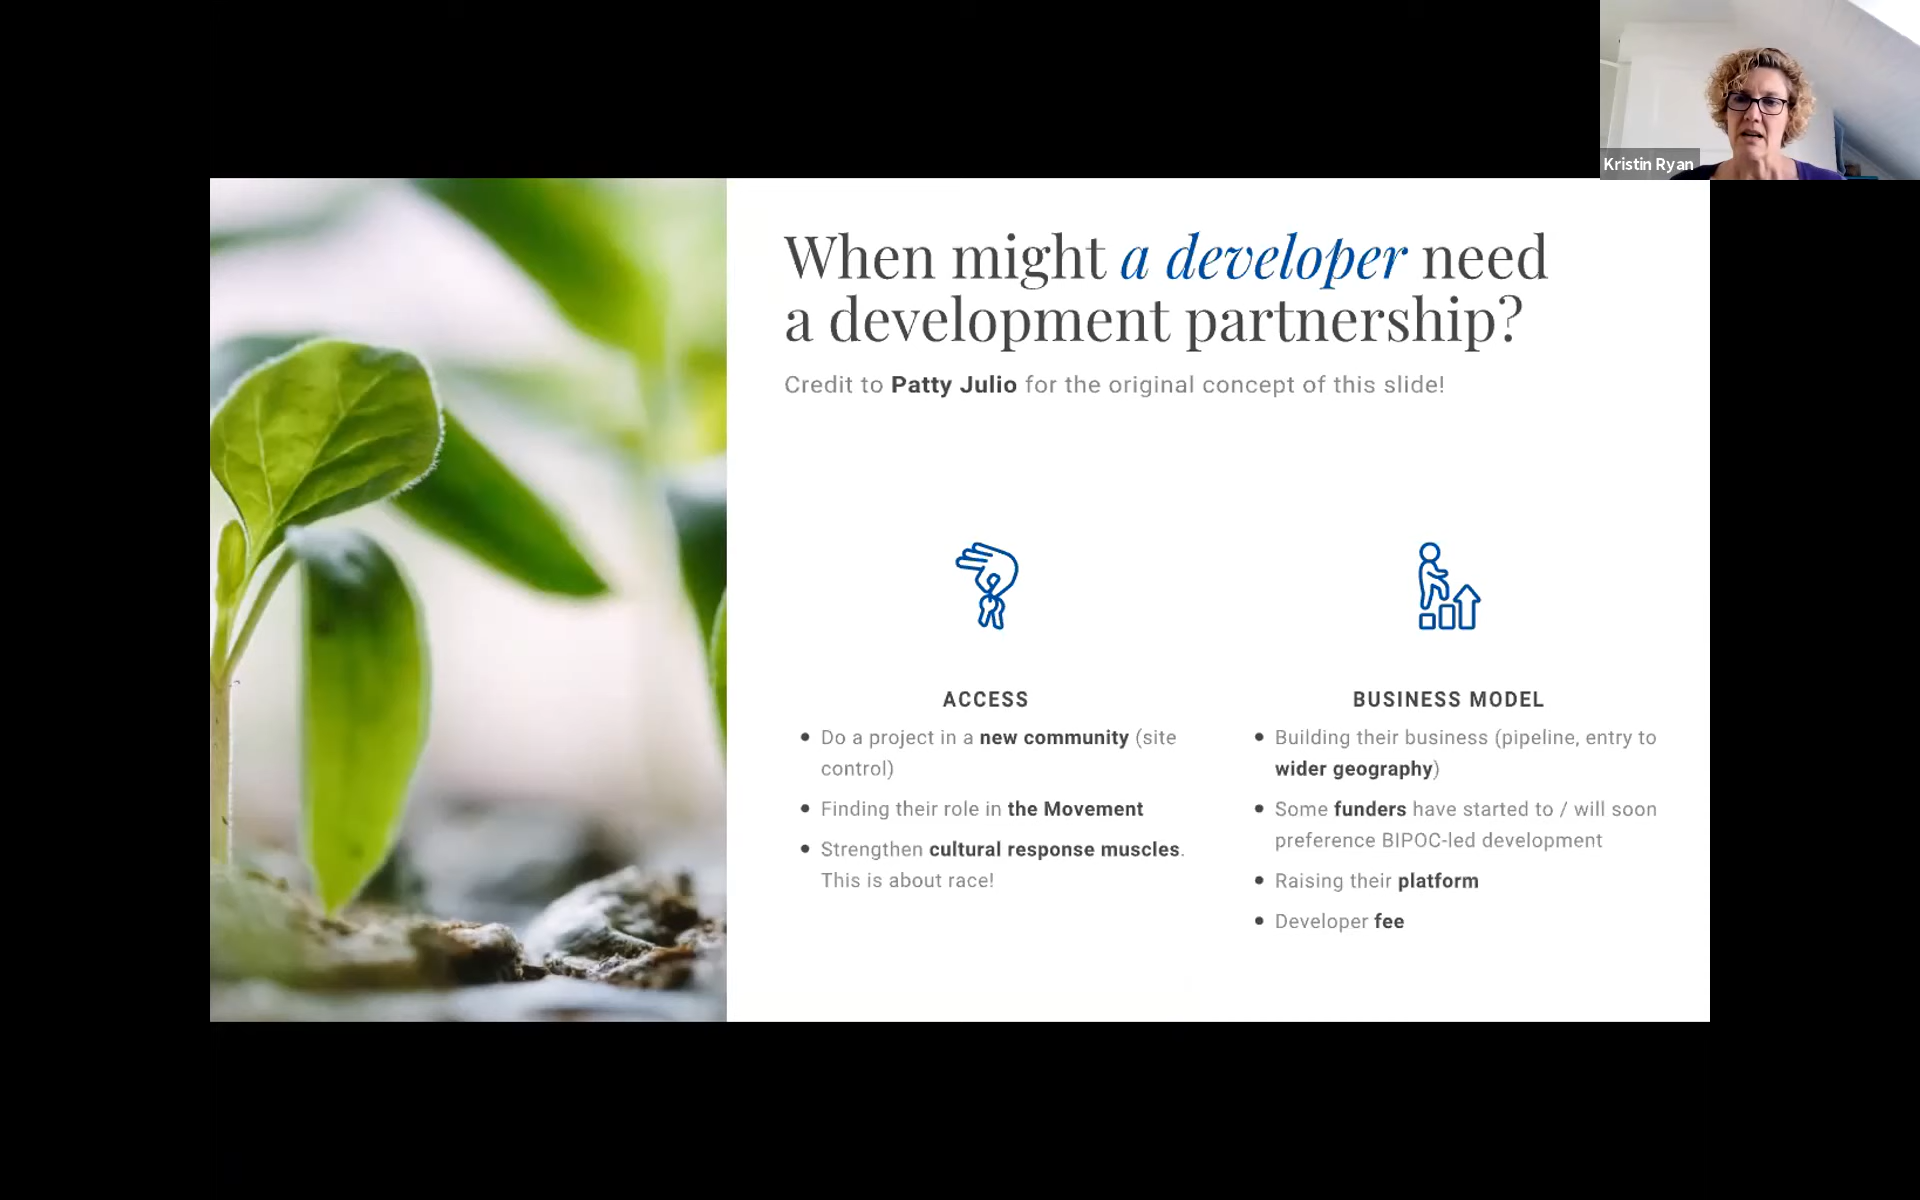 Kristin Ryan
When might a developer need
a development partnership?
Credit to Patty Julio for the original concept of this slide!
ACCESS
• Do a project in a new community (site
control)
• Finding their role in the Movement
• Strengthen cultural response muscles.
This is about race!
BUSINESS MODEL
• Building their business (pipeline, entry to
wider geography)
• Some funders have started to / will soon
preference BIPOC-led development
• Raising their platform
• Developer fee